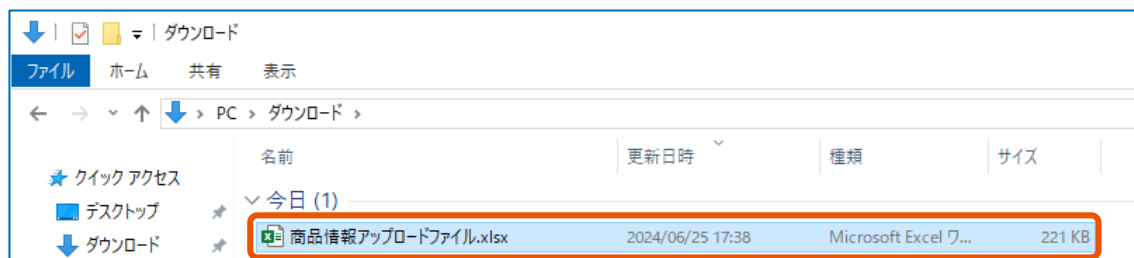 ダウンロード
ファイル ホーム 共有 表示
PC › ダウンロード ›
名前 更新日時 種類 サイズ
クイック アクセス
今日 (1)
デスクトップ
商品情報アップロードファイル.xlsx 2024/06/25 17:38 Microsoft Excel ワ... 221 KB
ダウンロード